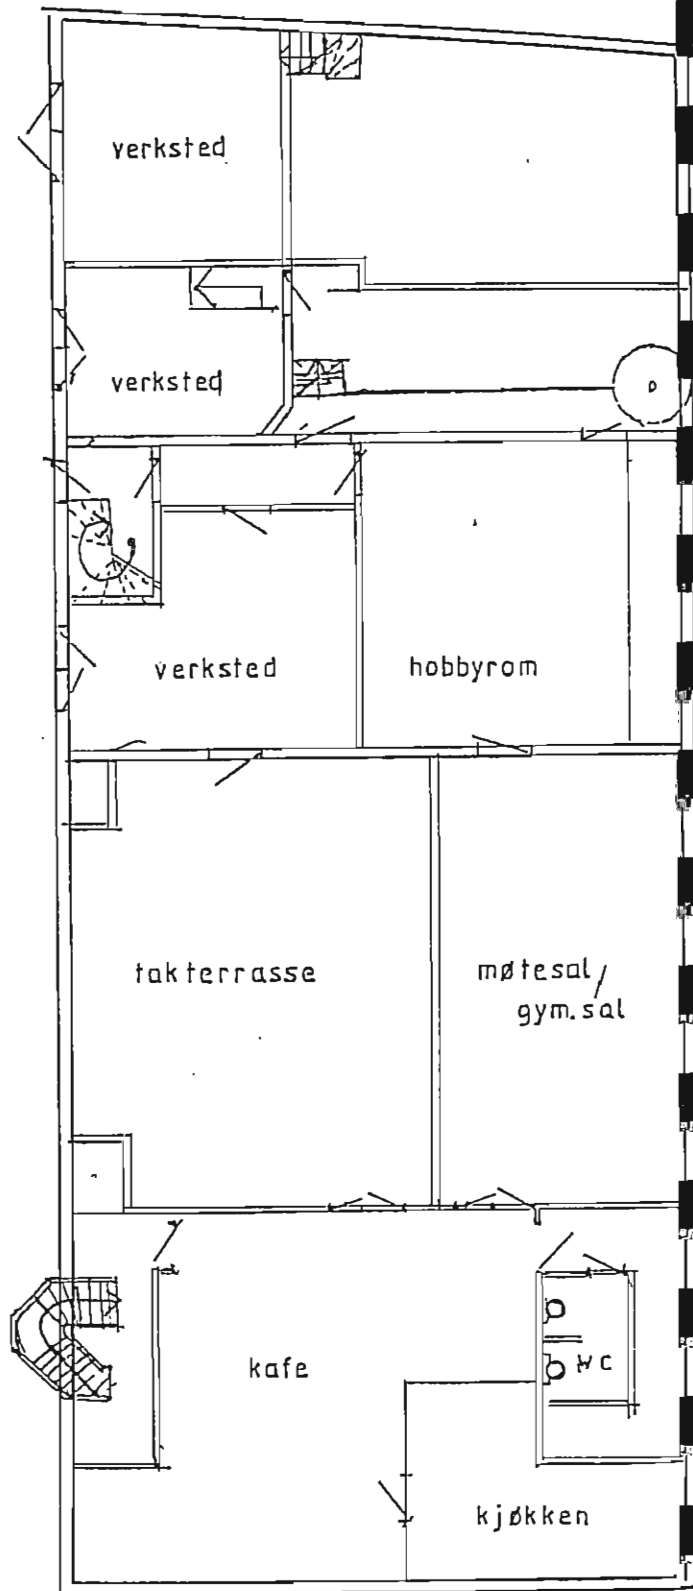 verksted
verksted
verksted
hobbyrom
takterrasse
møtesal/
gym.sal
kafe
WC
kjøkken